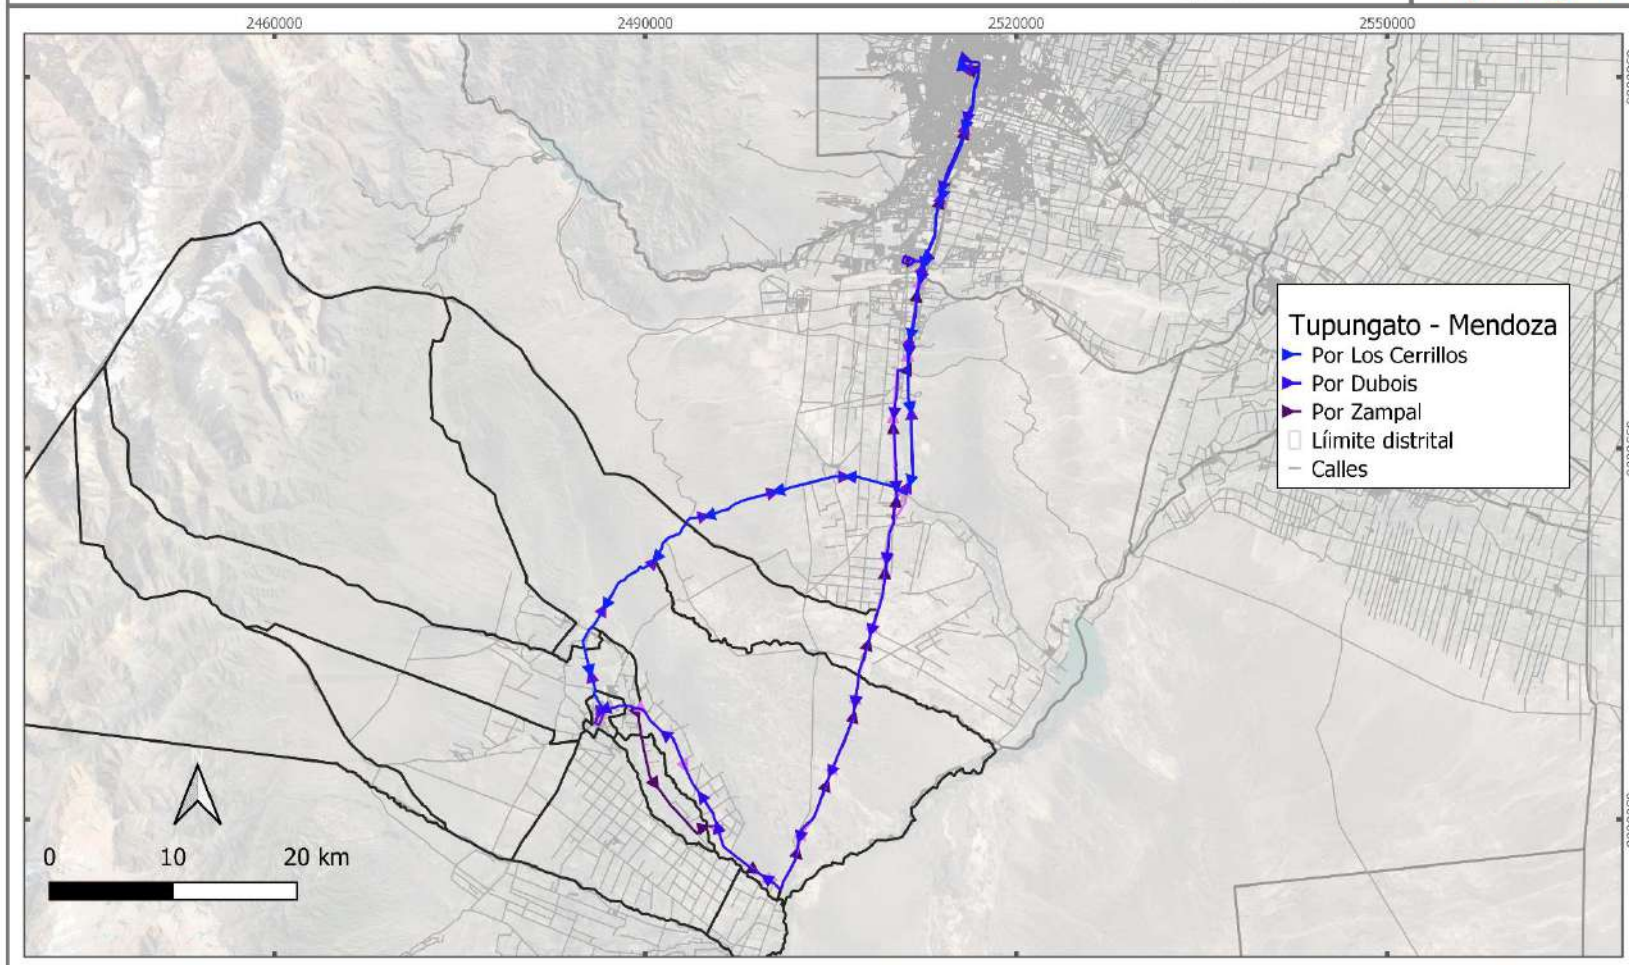 2460000 2490000 2520000 2550000
Tupungato - Mendoza
Por Los Cerrillos
Por Dubois
Por Zampal
Líimite distrital
Calles
0 10 20 km